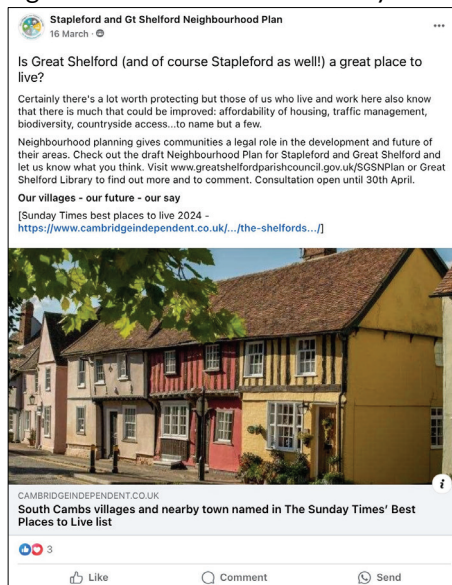 Stapleford and Gt Shelford Neighbourhood Plan
16 March ·
Is Great Shelford (and of course Stapleford as well!) a great place to
live?
Certainly there's a lot worth protecting but those of us who live and work here also know
that there is much that could be improved: affordability of housing, traffic management,
biodiversity, countryside access...to name but a few.
Neighbourhood planning gives communities a legal role in the development and future of
their areas. Check out the draft Neighbourhood Plan for Stapleford and Great Shelford and
let us know what you think. Visit www.greatshelfordparishcouncil.gov.uk/SGSNPlan or Great
Shelford Library to find out more and to comment. Consultation open until 30th April.
Our villages - our future - our say
[Sunday Times best places to live 2024 -
https://www.cambridgeindependent.co.uk/.../the-shelfords.../]
i
CAMBRIDGEINDEPENDENT.CO.UK
South Cambs villages and nearby town named in The Sunday Times' Best
Places to Live list
3
Like Comment Send